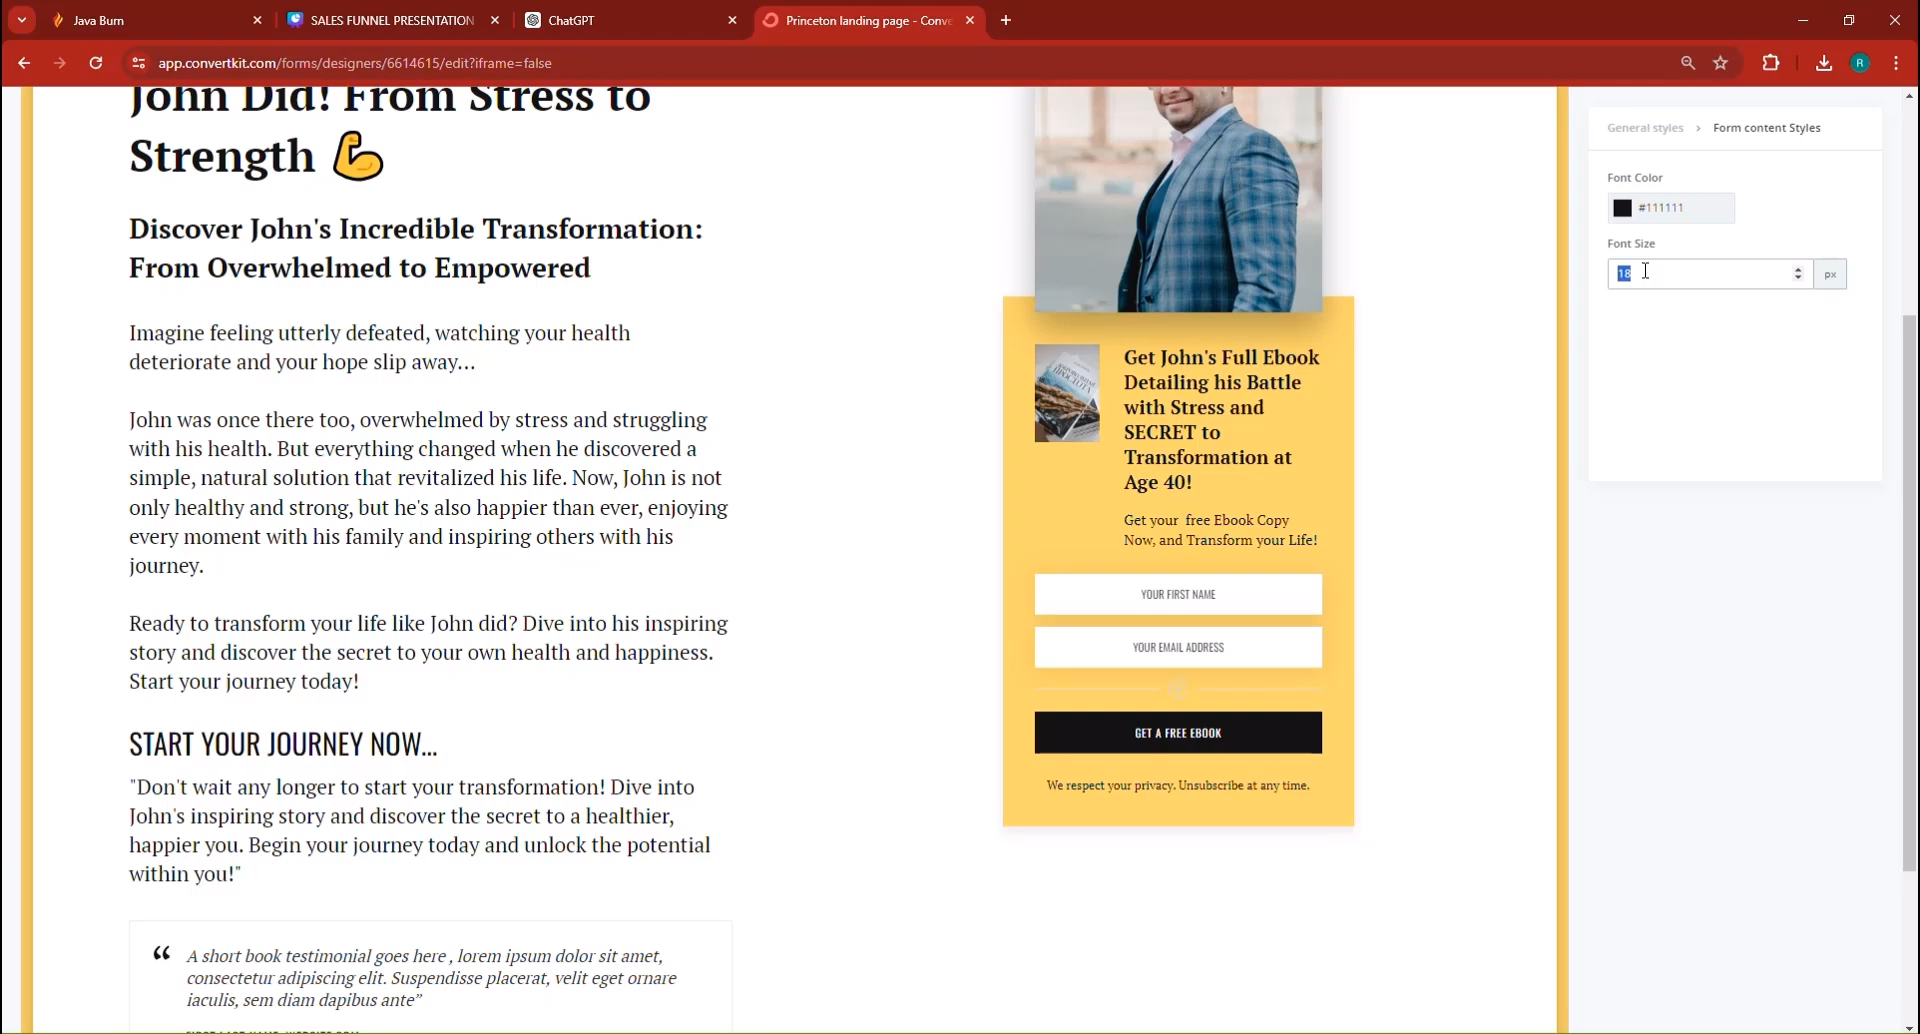 Java Burn
SALES FUNNEL PRESENTATION
ChatGPT
Princeton landing page - Conve
app.convertkit.com/forms/designers/6614615/edit?iframe=false
R
John Did! From Stress to
Strength 💪
Discover John's Incredible Transformation:
From Overwhelmed to Empowered
Imagine feeling utterly defeated, watching your health
deteriorate and your hope slip away...
John was once there too, overwhelmed by stress and struggling
with his health. But everything changed when he discovered a
simple, natural solution that revitalized his life. Now, John is not
only healthy and strong, but he's also happier than ever, enjoying
every moment with his family and inspiring others with his
journey.
Ready to transform your life like John did? Dive into his inspiring
story and discover the secret to your own health and happiness.
Start your journey today!
START YOUR JOURNEY NOW...
"Don't wait any longer to start your transformation! Dive into
John's inspiring story and discover the secret to a healthier,
happier you. Begin your journey today and unlock the potential
within you!"
“ A short book testimonial goes here , lorem ipsum dolor sit amet,
consectetur adipiscing elit. Suspendisse placerat, velit eget ornare
iaculis, sem diam dapibus ante”
Get John's Full Ebook
Detailing his Battle
with Stress and
SECRET to
Transformation at
Age 40!
Get your  free Ebook Copy
Now, and Transform your Life!
YOUR FIRST NAME
YOUR EMAIL ADDRESS
GET A FREE EBOOK
We respect your privacy. Unsubscribe at any time.
General styles › Form content Styles
Font Color
#111111
Font Size
18 px